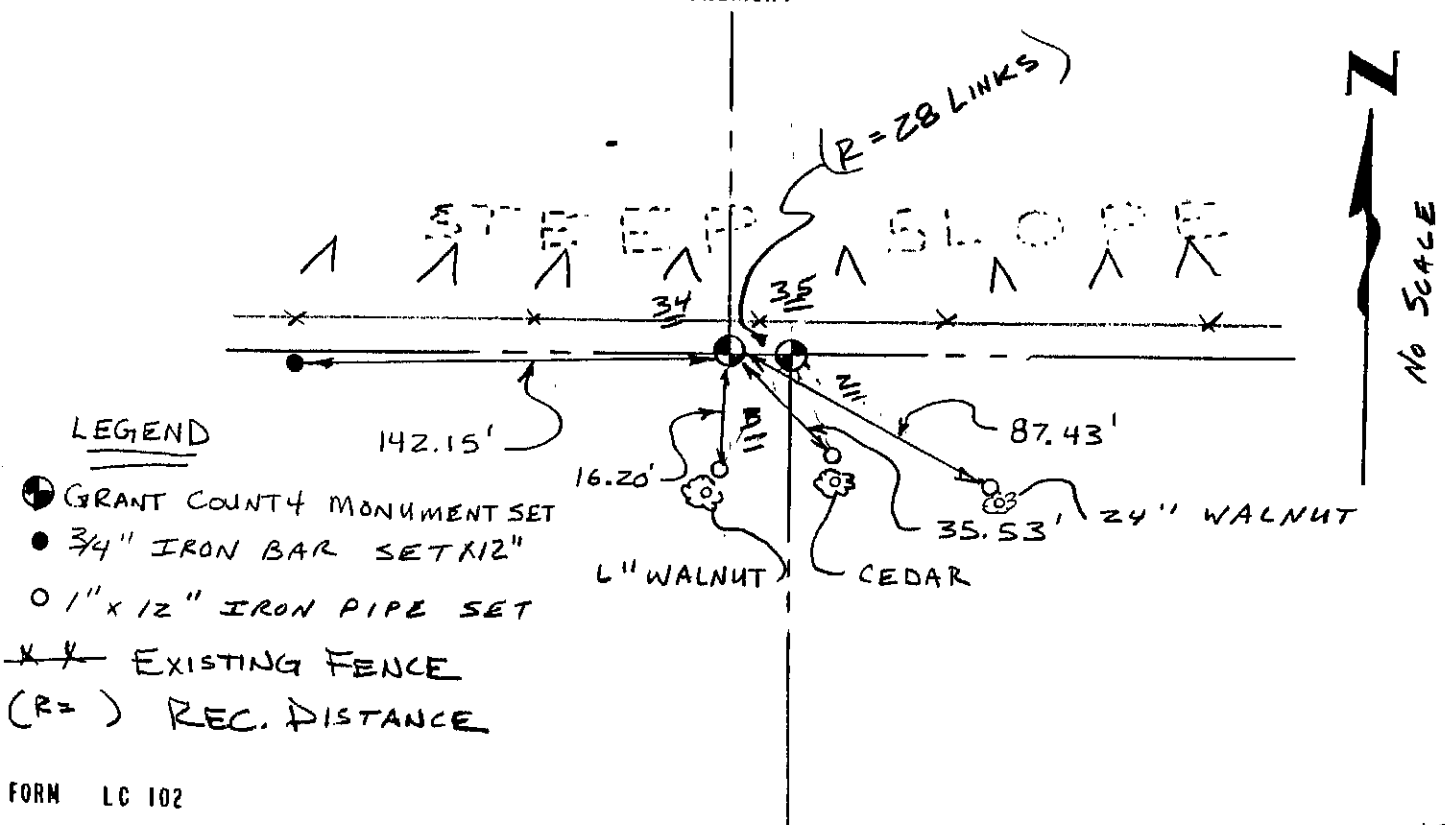 (R = 28 LINKS)
STEEP SLOPE
34
35
N
No SCALE
142.15'
16.20'
87.43'
35.53'
24" WALNUT
L" WALNUT
CEDAR
LEGEND
GRANT COUNTY MONUMENT SET
3/4" IRON BAR SET X12"
1" x 12" IRON PIPE SET
x x EXISTING FENCE
(R= ) REC. DISTANCE
FORM LC 102